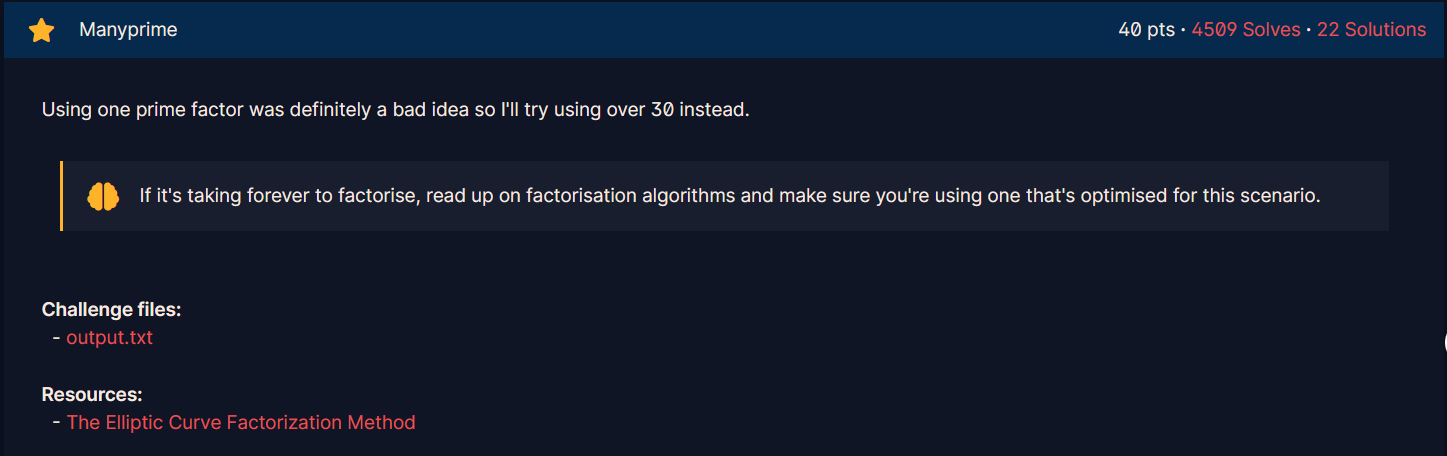 Manyprime
40 pts · 4509 Solves · 22 Solutions
Using one prime factor was definitely a bad idea so I'll try using over 30 instead.
If it's taking forever to factorise, read up on factorisation algorithms and make sure you're using one that's optimised for this scenario.
Challenge files:
- output.txt
Resources:
- The Elliptic Curve Factorization Method